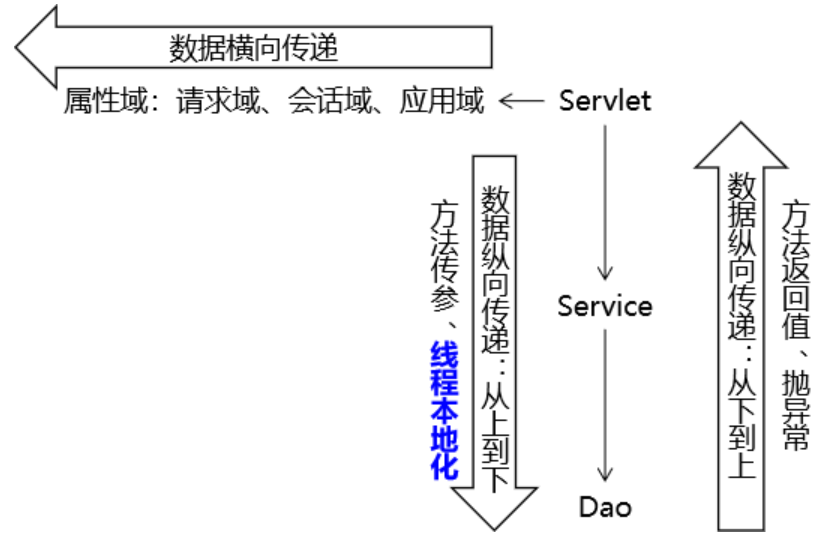 数据横向传递
属性域：请求域、会话域、应用域
Servlet
方法传参、线程本地化
数据纵向传递：从上到下
Service
Dao
数据纵向传递：从下到上
方法返回值、抛异常